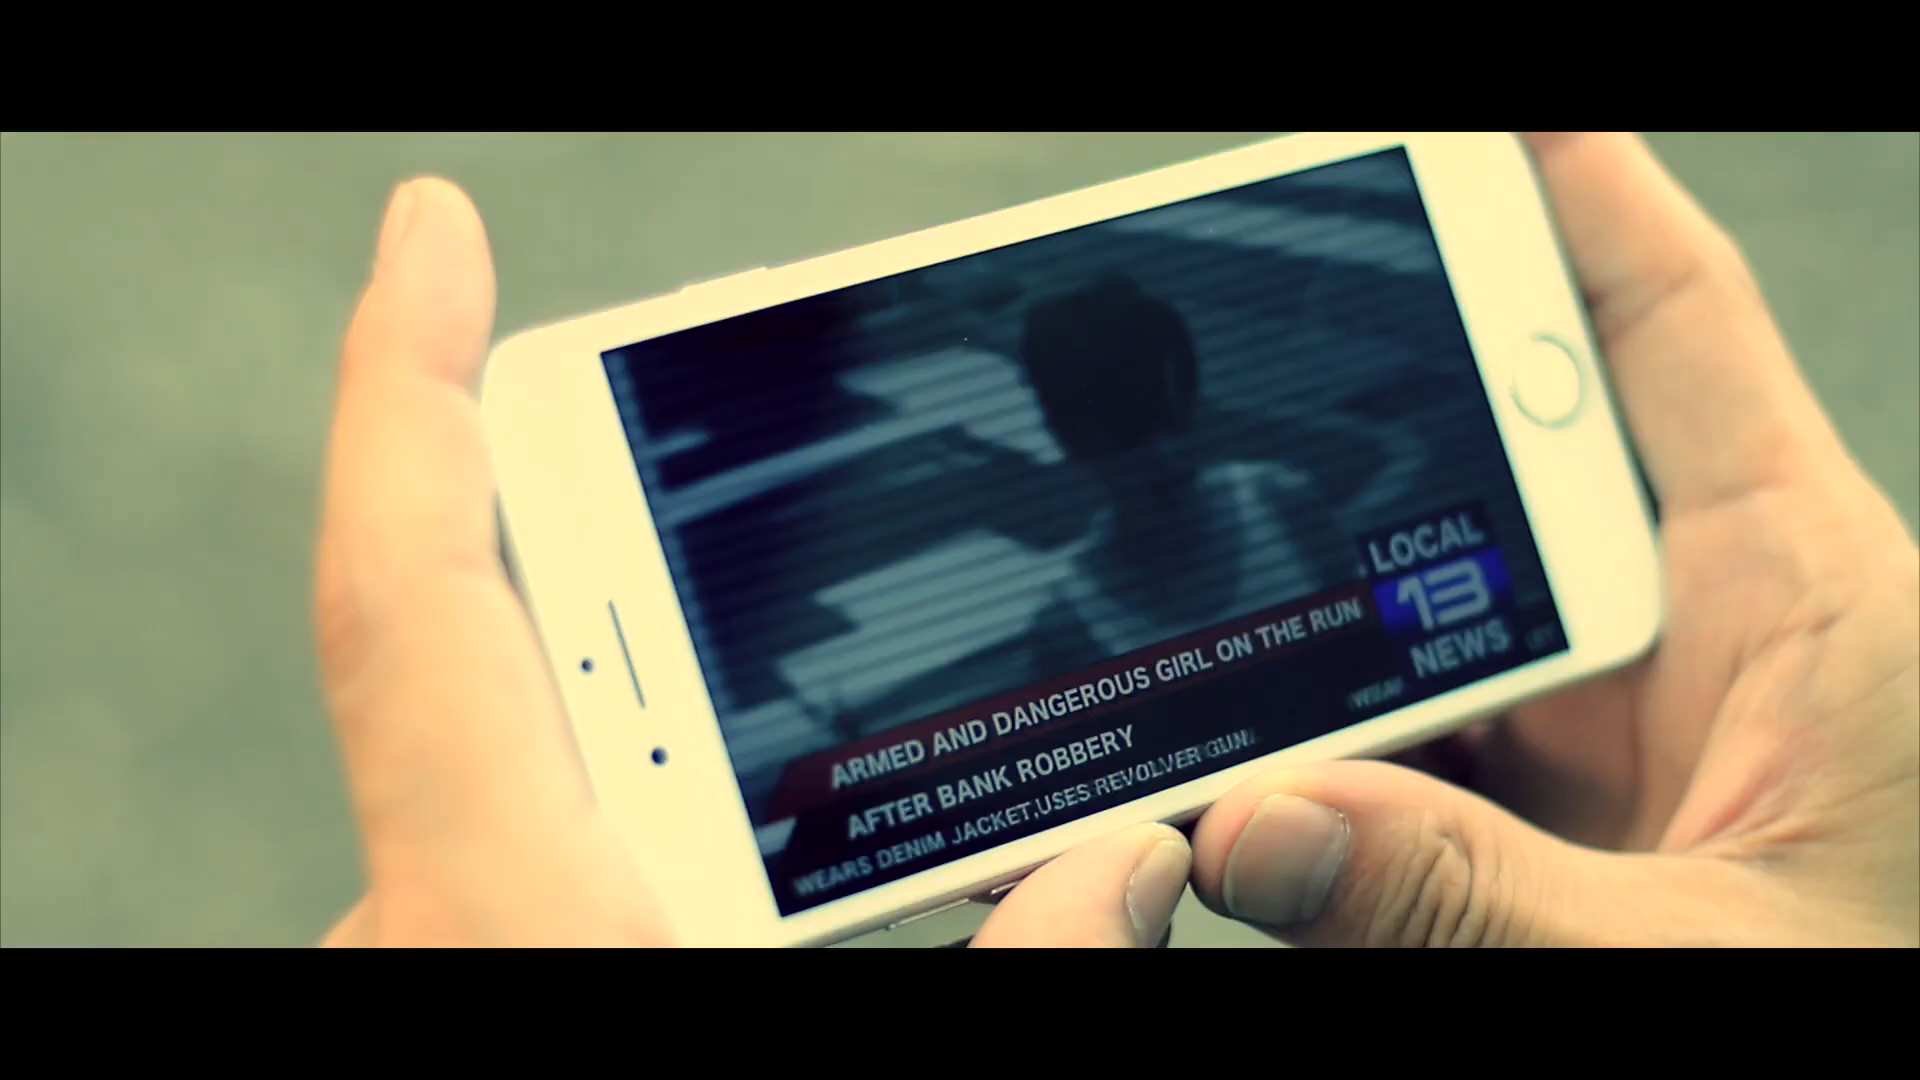 LOCAL
13
NEWS
ARMED AND DANGEROUS GIRL ON THE RUN
AFTER BANK ROBBERY
WEARS DENIM JACKET,USES REVOLVER GUN.